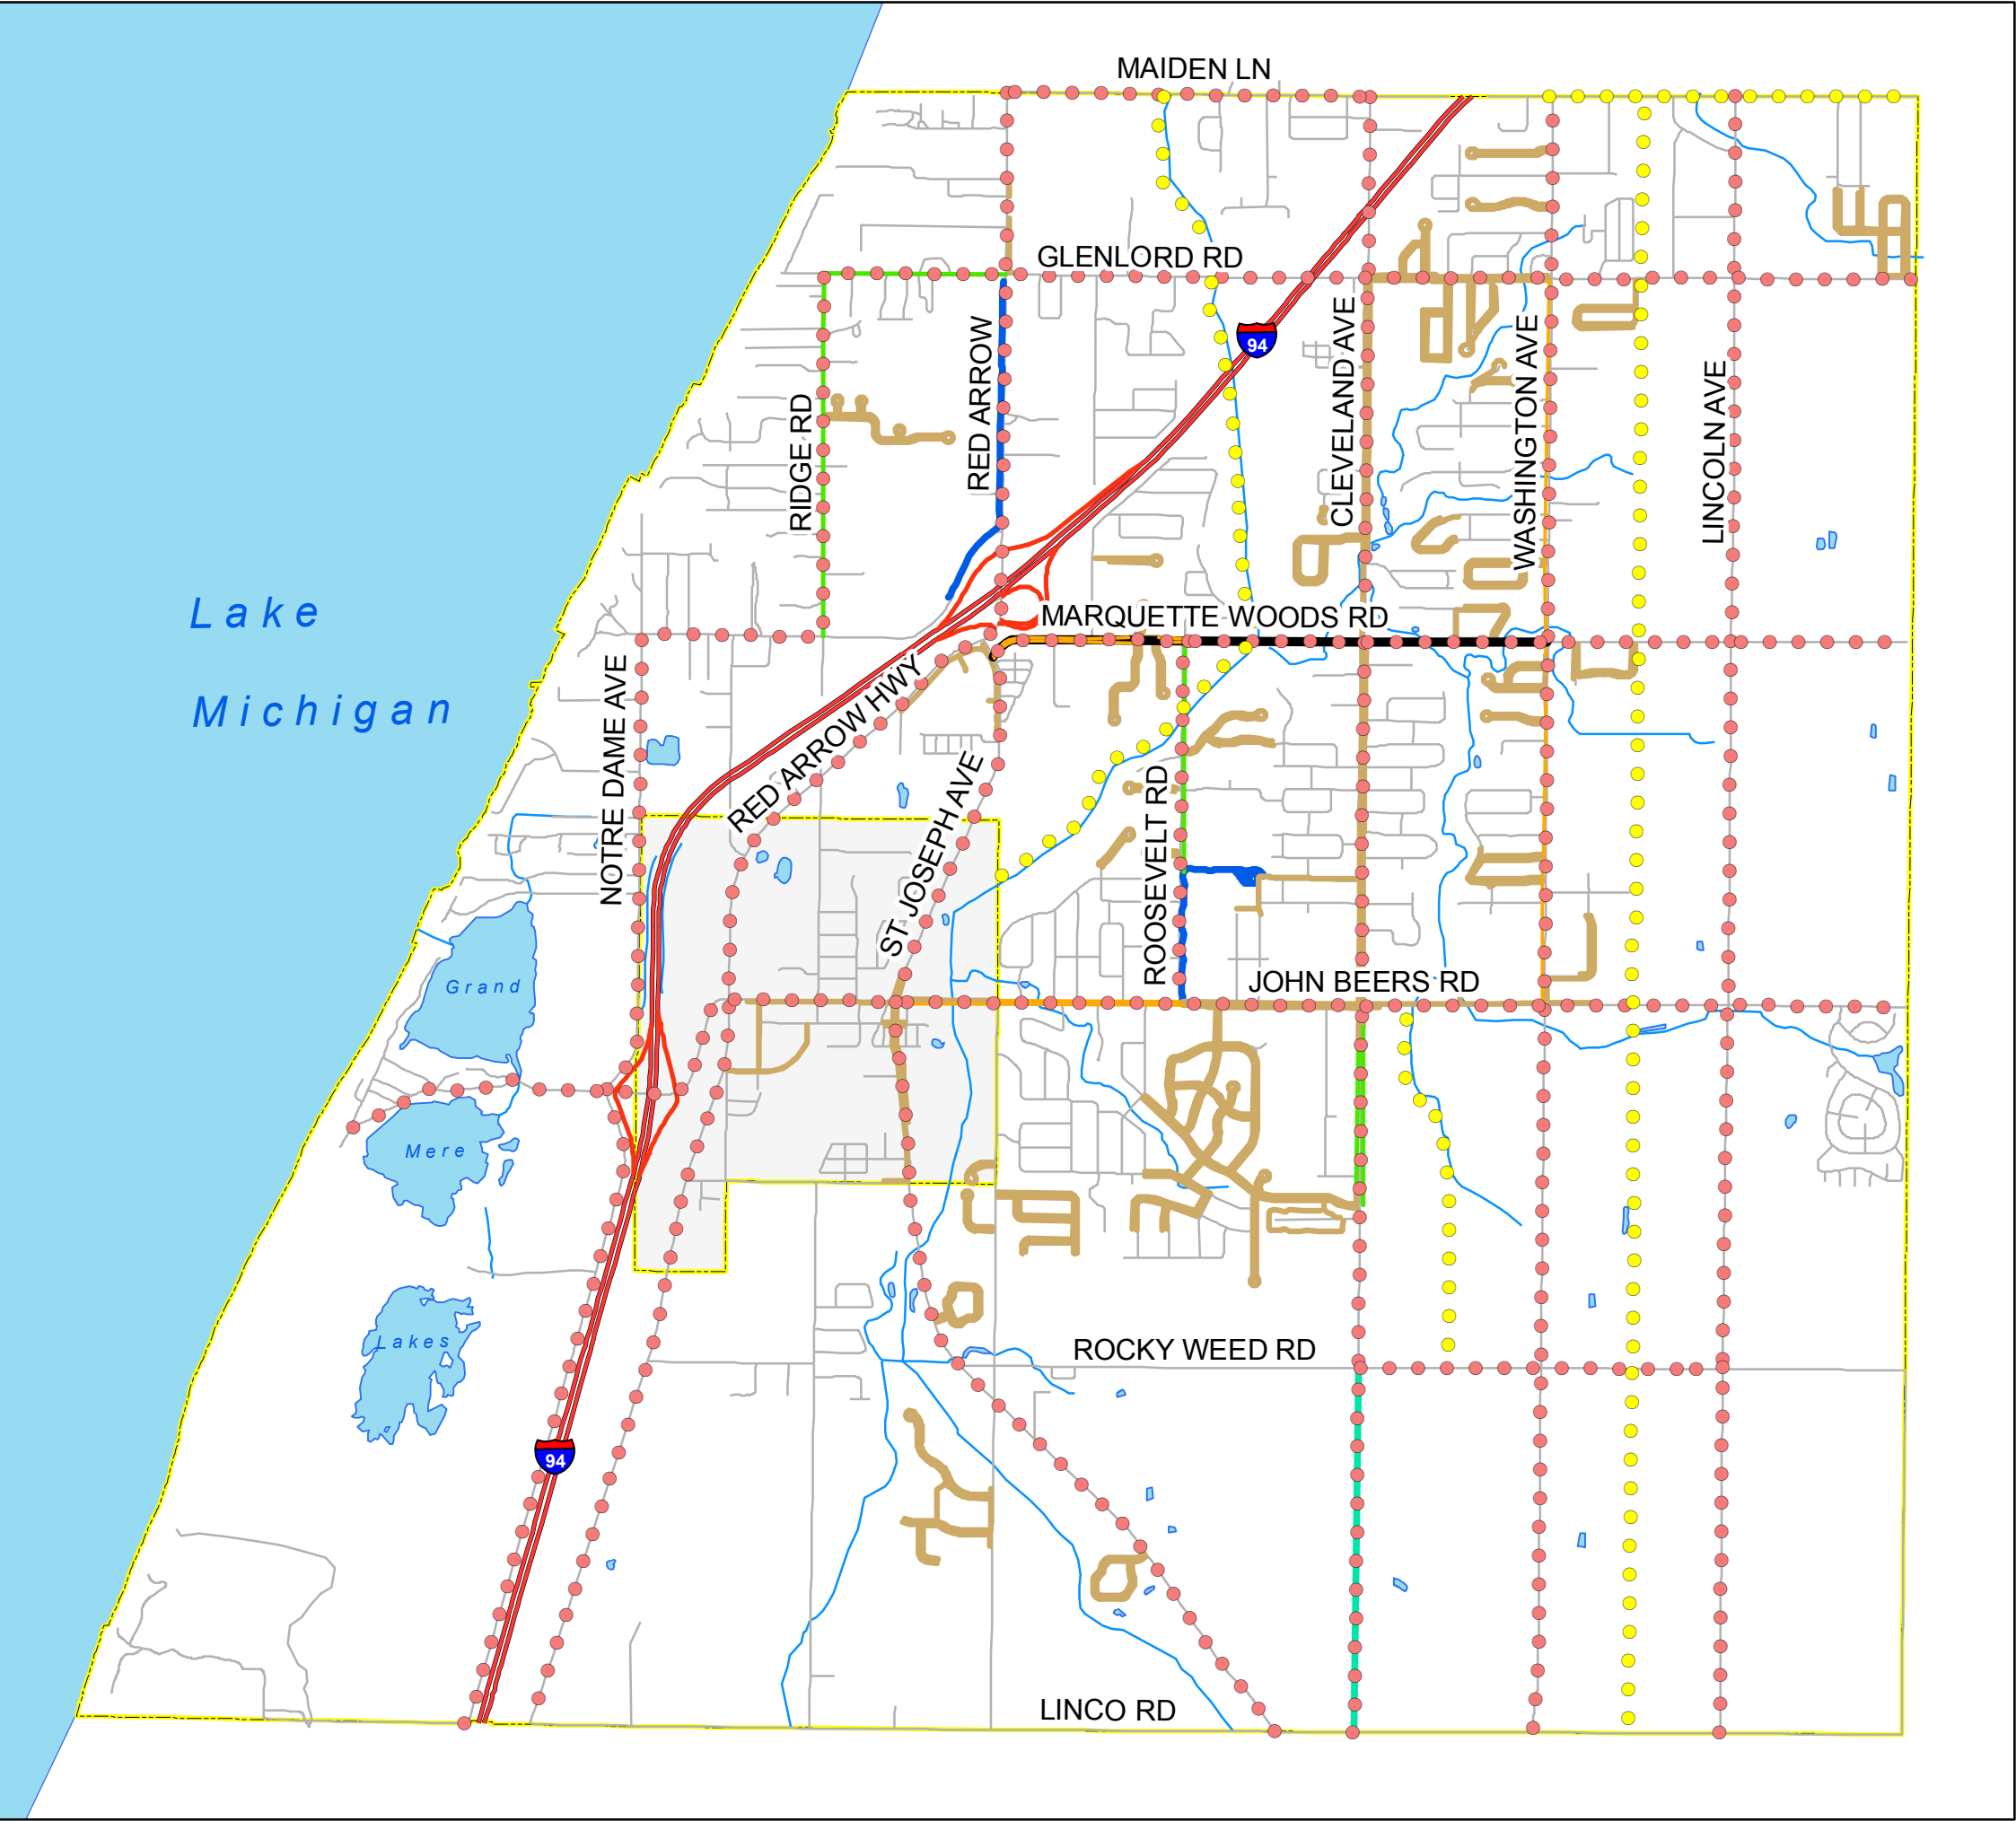 MAIDEN LN
GLENLORD RD
RED ARROW
CLEVELAND AVE
WASHINGTON AVE
LINCOLN AVE
94
RIDGE RD
Lake
Michigan
MARQUETTE WOODS RD
NOTRE DAME AVE
RED ARROW HWY
ST JOSEPH AVE
ROOSEVELT RD
JOHN BEERS RD
Grand
Mere
Lakes
ROCKY WEED RD
94
LINCO RD